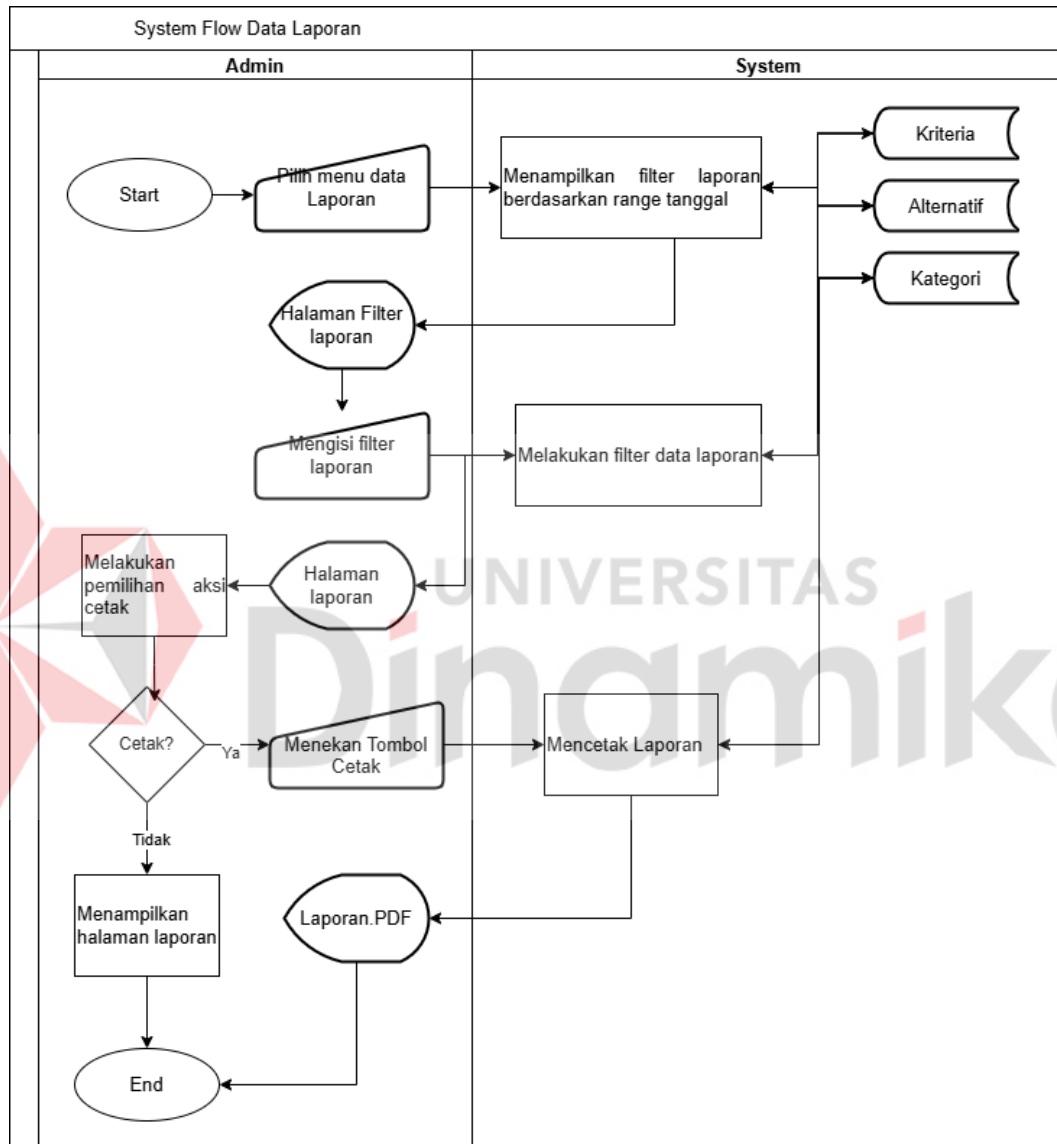 System Flow Data Laporan
Admin
System
Start
Pilih menu data
Laporan
Menampilkan filter laporan
berdasarkan range tanggal
Kriteria
Alternatif
Kategori
Halaman Filter
laporan
Mengisi filter
laporan
Melakukan filter data laporan
Melakukan
pemilihan aksi
cetak
Halaman
laporan
UNIVERSITAS
Dinamika
Cetak?
Ya
Menekan Tombol
Cetak
Mencetak Laporan
Tidak
Menampilkan
halaman laporan
Laporan.PDF
End